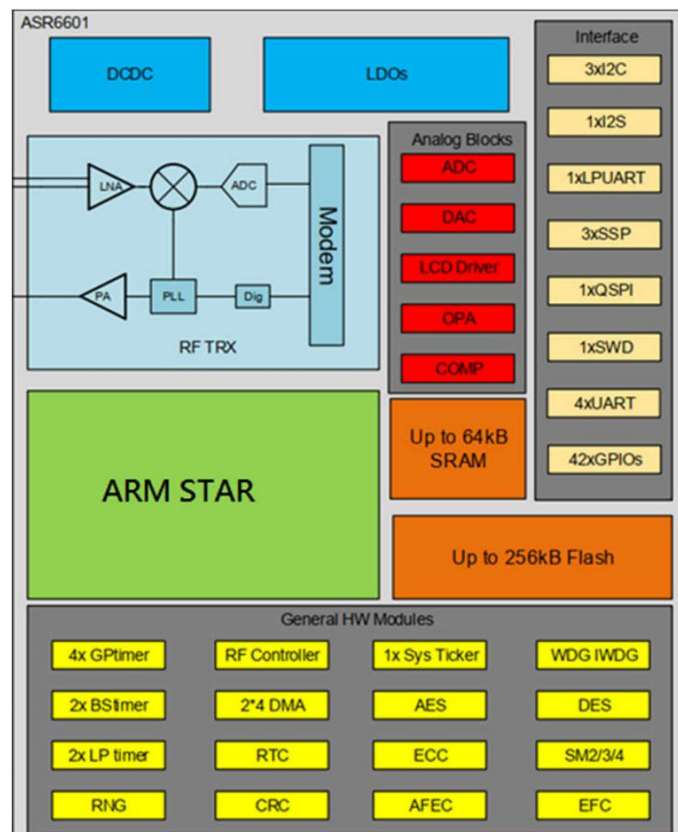 ASR6601
DCDC
LDOs
Interface
3xI2C
1xI2S
1xLPUART
3xSSP
1xQSPI
1xSWD
4xUART
42xGPIOs
LNA
ADC
Modem
PA
PLL
Dig
RF TRX
Analog Blocks
ADC
DAC
LCD Driver
OPA
COMP
ARM STAR
Up to 64kB
SRAM
Up to 256kB Flash
General HW Modules
4x GPtimer
RF Controller
1x Sys Ticker
WDG IWDG
2x BStimer
2*4 DMA
AES
DES
2x LP timer
RTC
ECC
SM2/3/4
RNG
CRC
AFEC
EFC